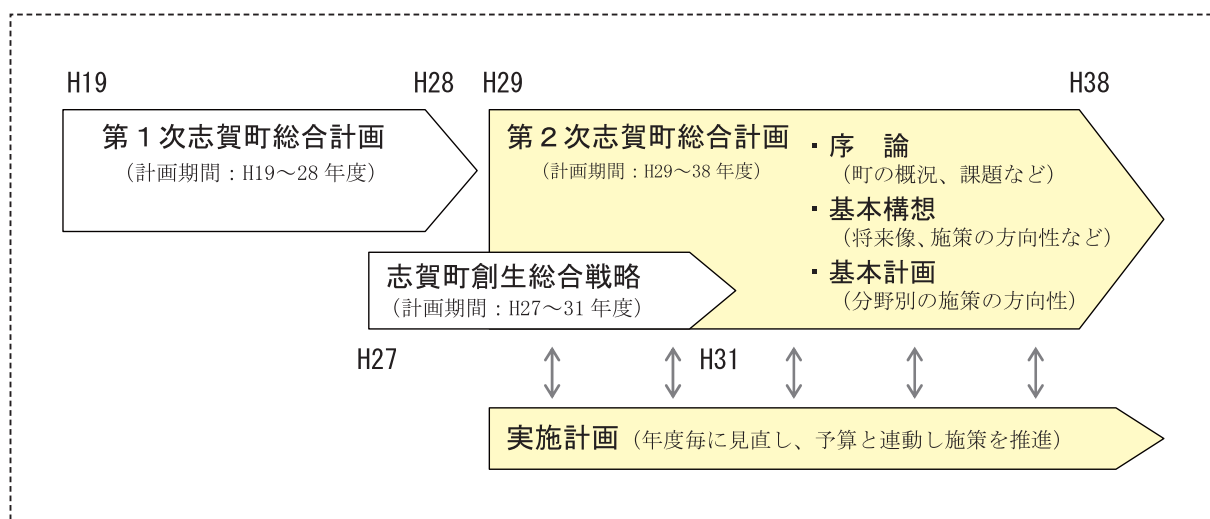 H19
H28
H29
H38
第１次志賀町総合計画
（計画期間：H19～28 年度）
第２次志賀町総合計画
（計画期間：H29～38 年度）
・序　論
（町の概況、課題など）
・基本構想
（将来像、施策の方向性など）
・基本計画
（分野別の施策の方向性）
志賀町創生総合戦略
（計画期間：H27～31 年度）
H27
H31
実施計画（年度毎に見直し、予算と連動し施策を推進）